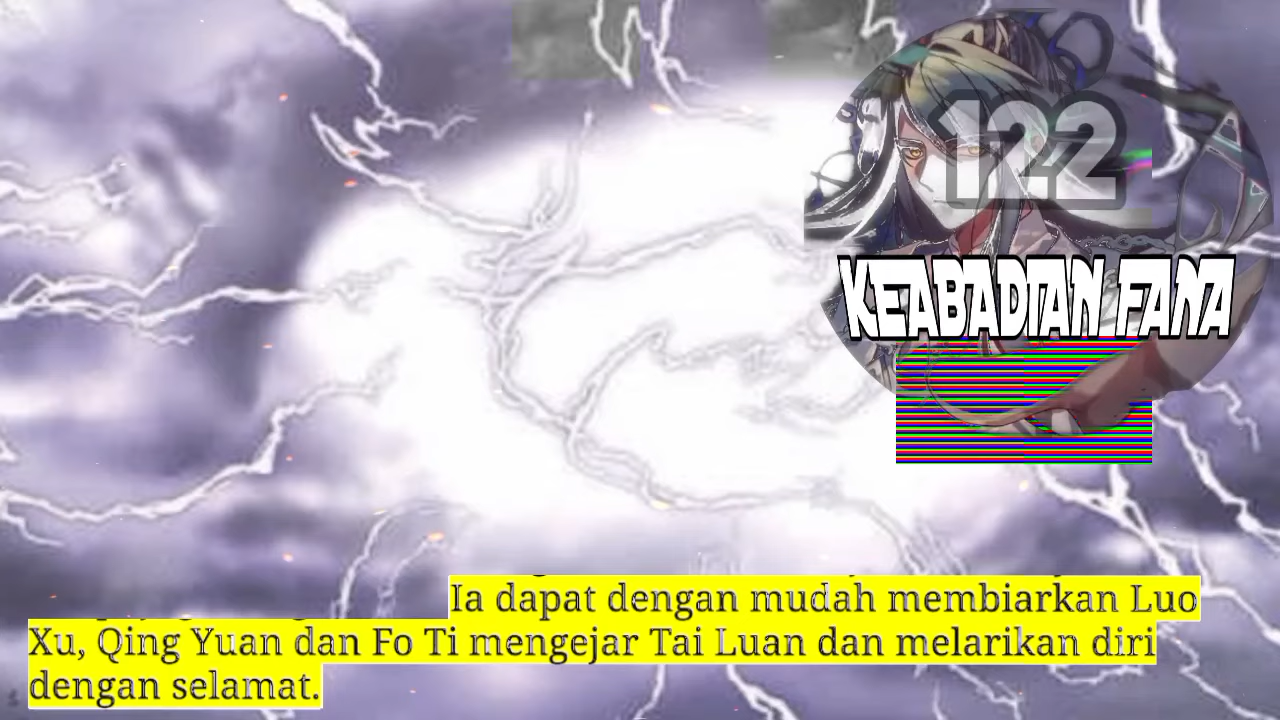 122
KEABADIAN FANA
Ia dapat dengan mudah membiarkan Luo
Xu, Qing Yuan dan Fo Ti mengejar Tai Luan dan melarikan diri
dengan selamat.